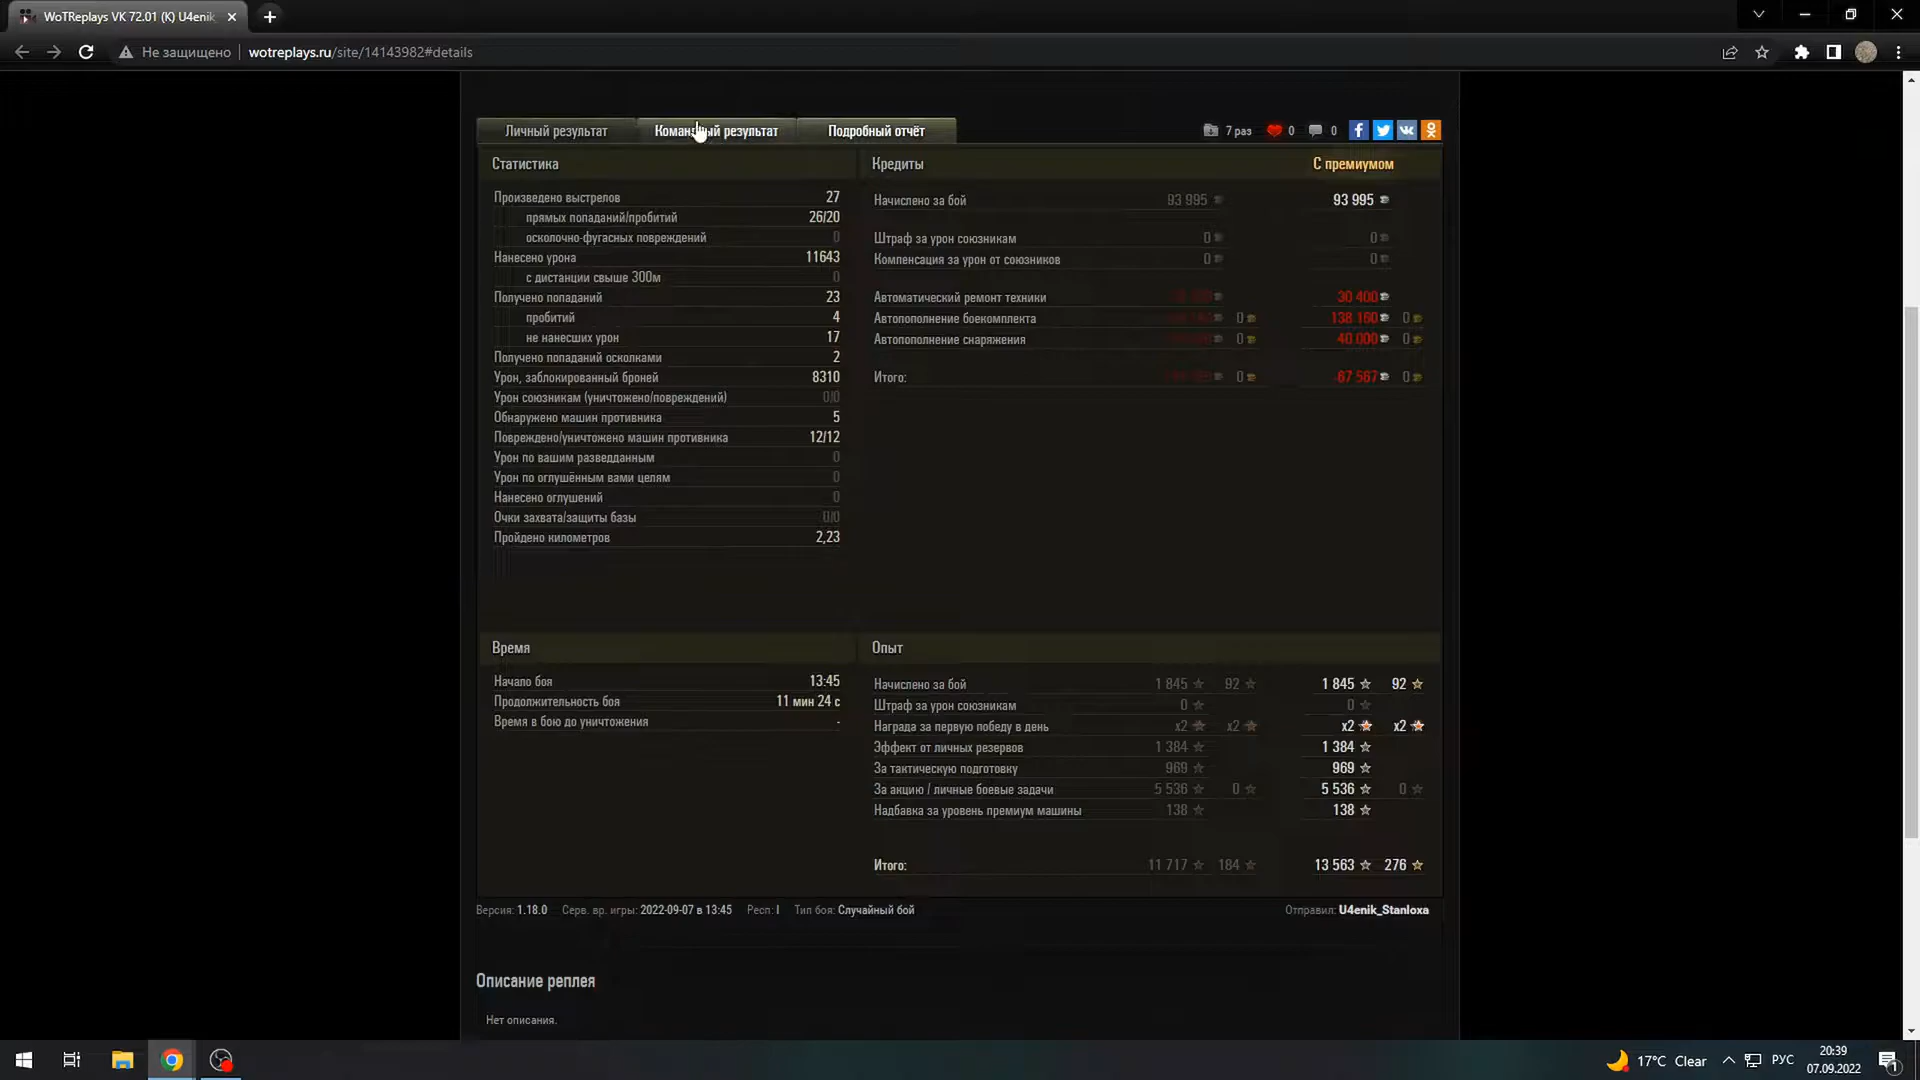 WoTReplays VK 72.01 (K) U4enik
Не защищено
wotreplays.ru/site/14143982#details
Личный результат
Подробный отчёт
7 раз 0 0
Статистика
Произведено выстрелов 27
прямых попаданий/пробитий 26/20
осколочно-фугасных повреждений 0
Нанесено урона 11643
с дистанции свыше 300м 0
Получено попаданий 23
пробитий 4
не нанесших урон 17
Получено попаданий осколками 2
Урон, заблокированный броней 8310
Урон союзникам (уничтожено/повреждений) 0/0
Обнаружено машин противника 5
Повреждено/уничтожено машин противника 12/12
Урон по вашим разведданным 0
Урон по оглушённым вами целям 0
Нанесено оглушений 0
Очки захвата/защиты базы 0/0
Пройдено километров 2,23
Кредиты С премиумом
Начислено за бой 93 995 93 995
Штраф за урон союзникам 0 0
Компенсация за урон от союзников 0 0
Автоматический ремонт техники 30 400
Автопополнение боекомплекта 0 138 160 0
Автопополнение снаряжения 0 40 000 0
Итого: 0 -67 567 0
Время
Начало боя 13:45
Продолжительность боя 11 мин 24 с
Время в бою до уничтожения -
Опыт
Начислено за бой 1 845 92 1 845 92
Штраф за урон союзникам 0 0
Награда за первую победу в день x2 x2 x2 x2
Эффект от личных резервов 1 384 1 384
За тактическую подготовку 969 969
За акцию / личные боевые задачи 5 536 0 5 536 0
Надбавка за уровень премиум машины 138 138
Итого: 11 717 184 13 563 276
Версия: 1.18.0 Серв. вр. игры: 2022-09-07 в 13:45 Респ: I Тип боя: Случайный бой
Отправил: U4enik_Stanloxa
Описание реплея
Нет описания.
17°C Clear
РУС
20:39
07.09.2022
1